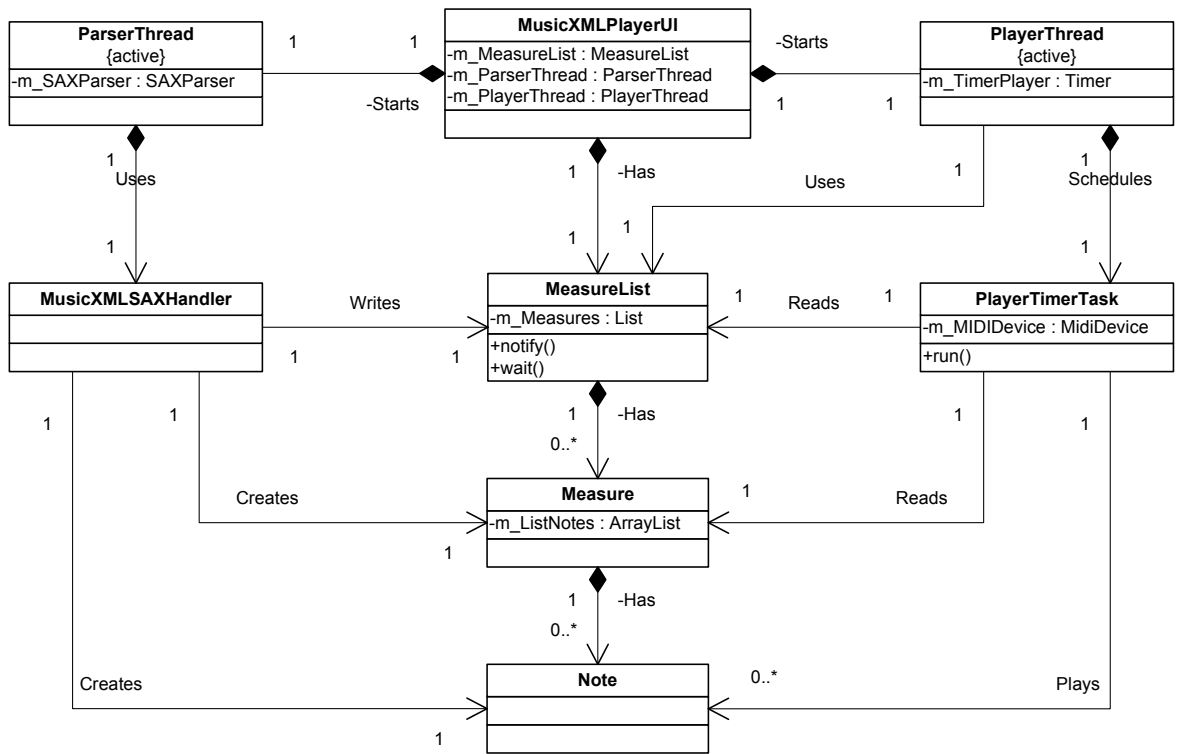 ParserThread
{active}
-m_SAXParser : SAXParser
1
1
-Starts
MusicXMLPlayerUI
-m_MeasureList : MeasureList
-m_ParserThread : ParserThread
-m_PlayerThread : PlayerThread
-Starts
1
1
PlayerThread
{active}
-m_TimerPlayer : Timer
1
Uses
1
1
-Has
1
1
Uses
1
1
Schedules
1
MusicXMLSAXHandler
Writes
1
1
MeasureList
-m_Measures : List
+notify()
+wait()
1
Reads
1
PlayerTimerTask
-m_MIDIDevice : MidiDevice
+run()
1
1
1
-Has
0..*
1
1
Creates
1
Measure
-m_ListNotes : ArrayList
1
Reads
1
-Has
0..*
Creates
1
Note
0..*
Plays